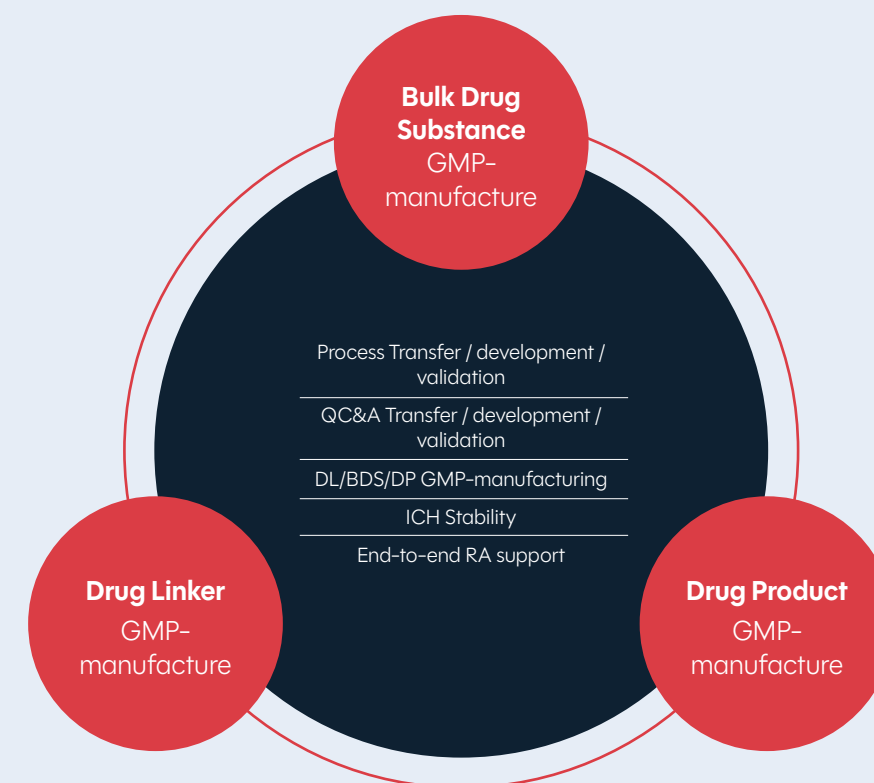 Bulk Drug
Substance
GMP-
manufacture
Process Transfer / development /
validation
QC&A Transfer / development /
validation
DL/BDS/DP GMP-manufacturing
ICH Stability
End-to-end RA support
Drug Linker
GMP-
manufacture
Drug Product
GMP-
manufacture